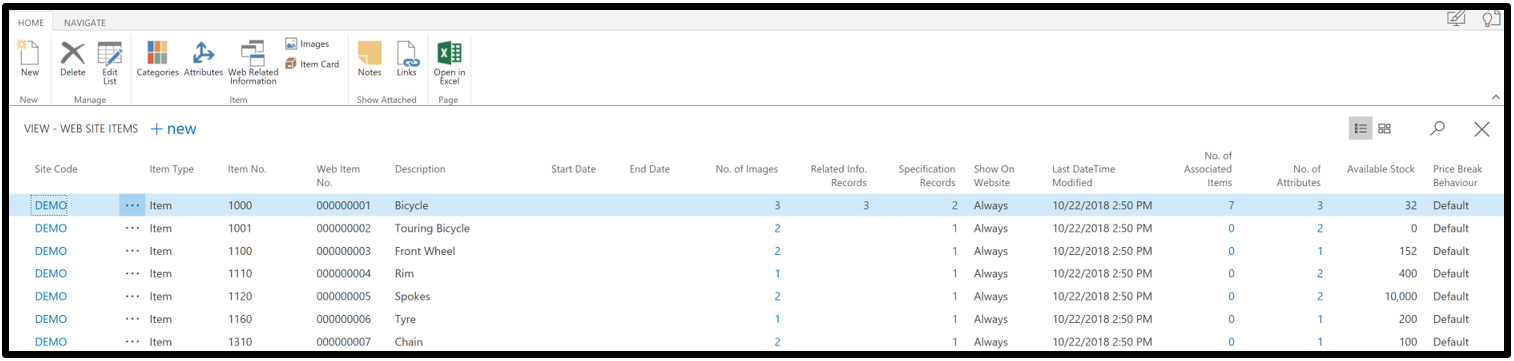 HOME NAVIGATE
New Delete Edit List Categories Attributes Web Related Information Images Item Card Notes Links Open in Excel
New Manage Item Show Attached Page
VIEW - WEB SITE ITEMS + new
Site Code Item Type Item No. Web Item No. Description Start Date End Date No. of Images Related Info. Records Specification Records Show On Website Last DateTime Modified No. of Associated Items No. of Attributes Available Stock Price Break Behaviour
DEMO ... Item 1000 000000001 Bicycle 3 3 2 Always 10/22/2018 2:50 PM 7 3 32 Default
DEMO ... Item 1001 000000002 Touring Bicycle 2 1 Always 10/22/2018 2:50 PM 0 2 0 Default
DEMO ... Item 1100 000000003 Front Wheel 2 1 Always 10/22/2018 2:50 PM 0 1 152 Default
DEMO ... Item 1110 000000004 Rim 1 1 Always 10/22/2018 2:50 PM 0 2 400 Default
DEMO ... Item 1120 000000005 Spokes 2 1 Always 10/22/2018 2:50 PM 0 2 10,000 Default
DEMO ... Item 1160 000000006 Tyre 1 1 Always 10/22/2018 2:50 PM 0 1 200 Default
DEMO ... Item 1310 000000007 Chain 2 1 Always 10/22/2018 2:50 PM 0 1 100 Default